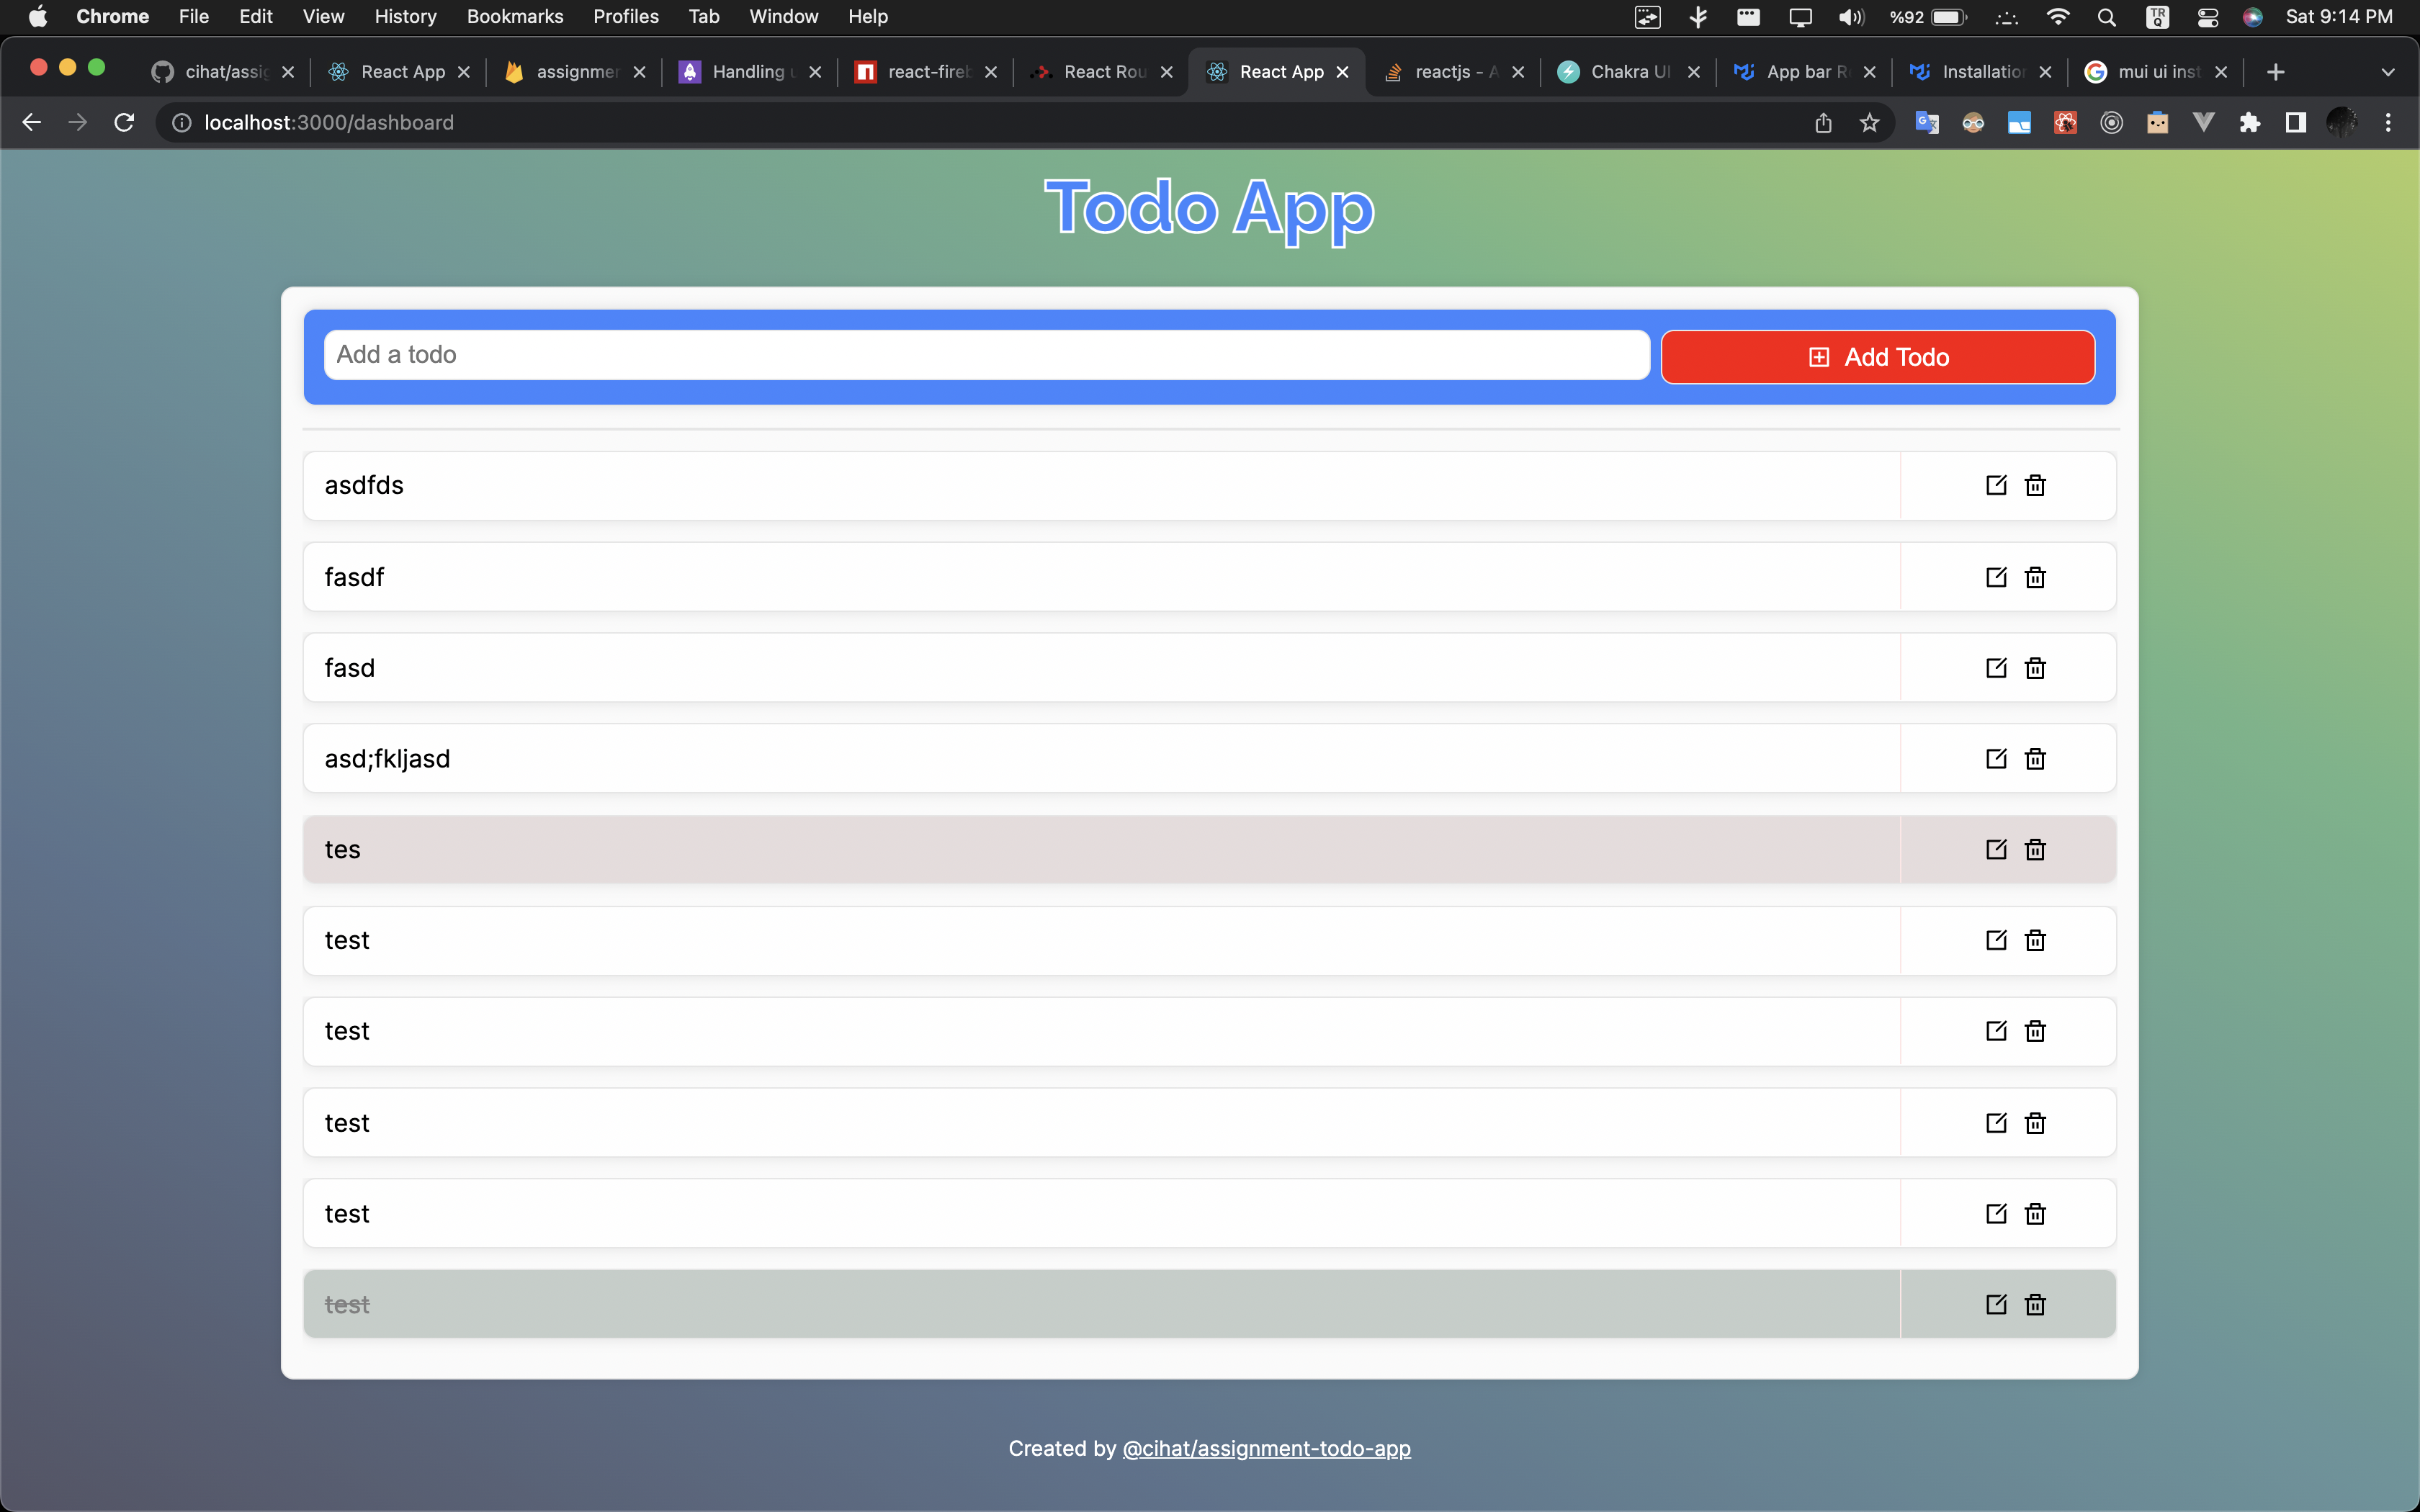 Chrome File Edit View History Bookmarks Profiles Tab Window Help %92 TR Q Sat 9:14 PM
cihat/assig React App assignmen Handling react-fireb React Rou React App reactjs - A Chakra UI App bar R Installation mui ui inst
localhost:3000/dashboard
Todo App
Add a todo
Add Todo
asdfds
fasdf
fasd
asd;fkljasd
tes
test
test
test
test
test
Created by @cihat/assignment-todo-app